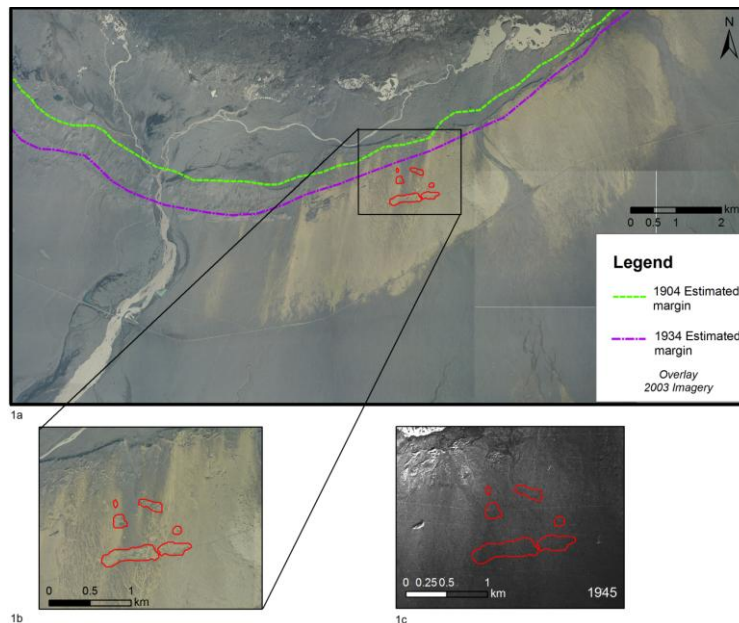 N
km
0 0.5 1 2
Legend
1904 Estimated
margin
1934 Estimated
margin
Overlay
2003 Imagery
1a
0 0.5 1
km
1b
0 0.25 0.5 1
km
1945
1c